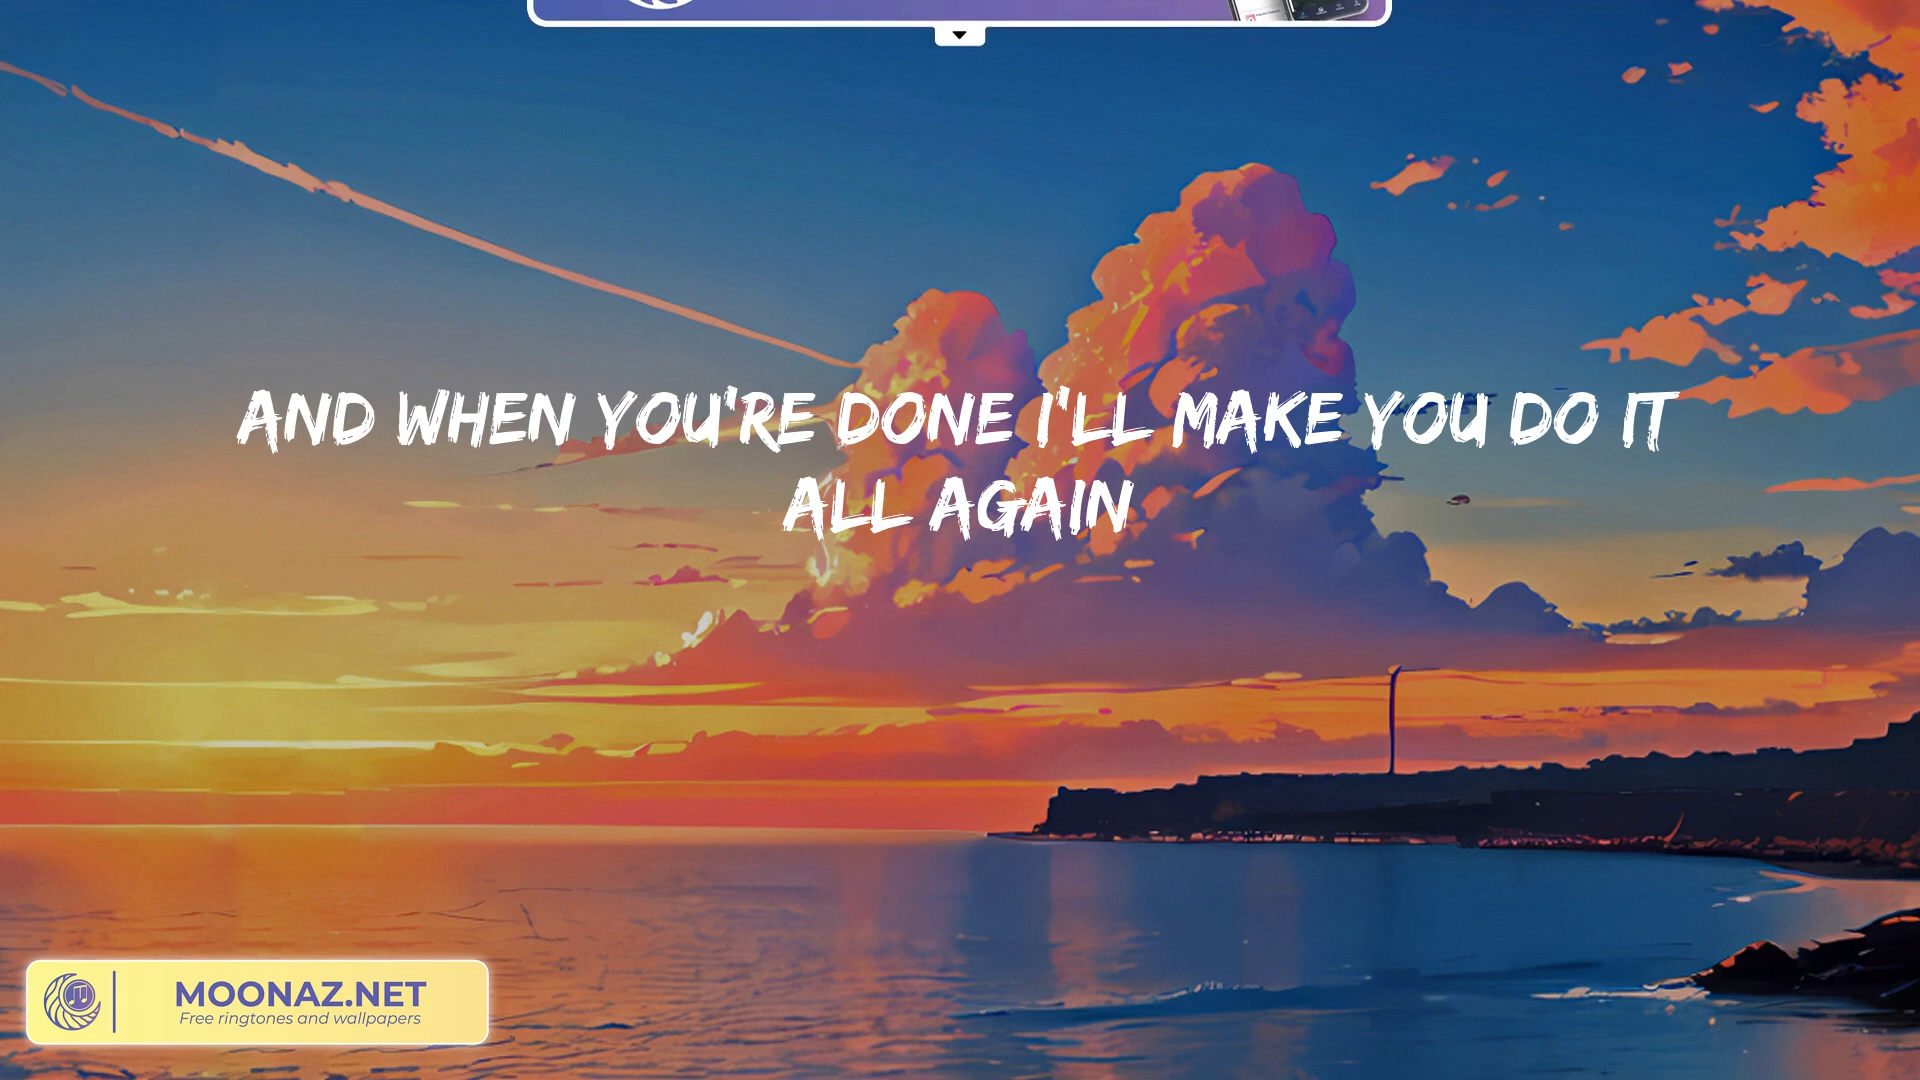 AND WHEN YOU'RE DONE I'LL MAKE YOU DO IT
ALL AGAIN
MOONAZ.NET
Free ringtones and wallpapers